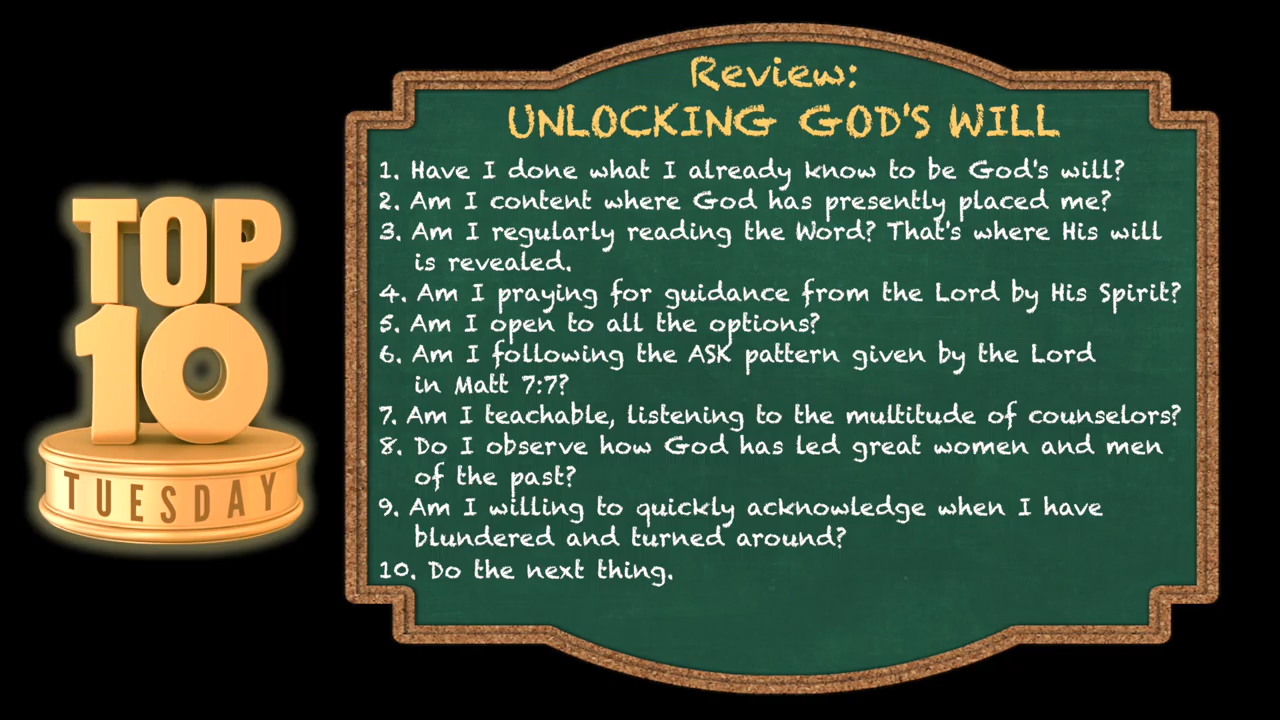 TOP
10
TUESDAY
Review:
UNLOCKING GOD'S WILL
1. Have I done what I already know to be God's will?
2. Am I content where God has presently placed me?
3. Am I regularly reading the Word? That's where His will
is revealed.
4. Am I praying for guidance from the Lord by His Spirit?
5. Am I open to all the options?
6. Am I following the ASK pattern given by the Lord
in Matt 7:7?
7. Am I teachable, listening to the multitude of counselors?
8. Do I observe how God has led great women and men
of the past?
9. Am I willing to quickly acknowledge when I have
blundered and turned around?
10. Do the next thing.